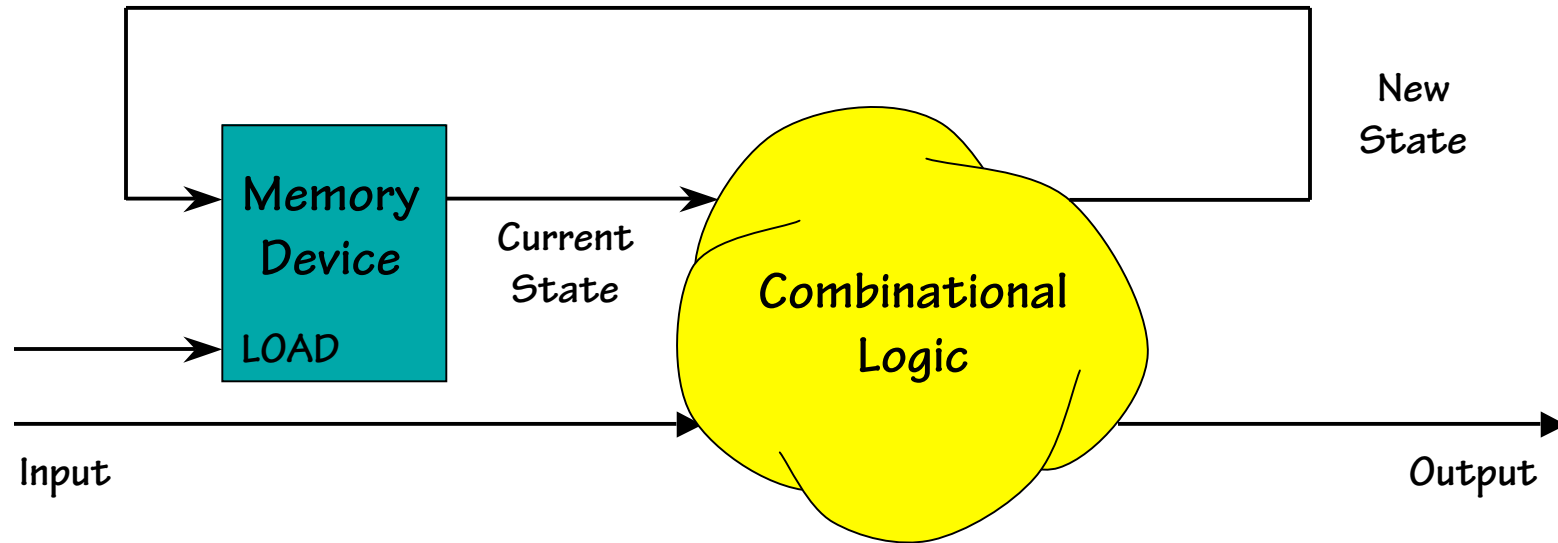 New
State
Memory
Device
Current
State
Combinational
Logic
LOAD
Input
Output